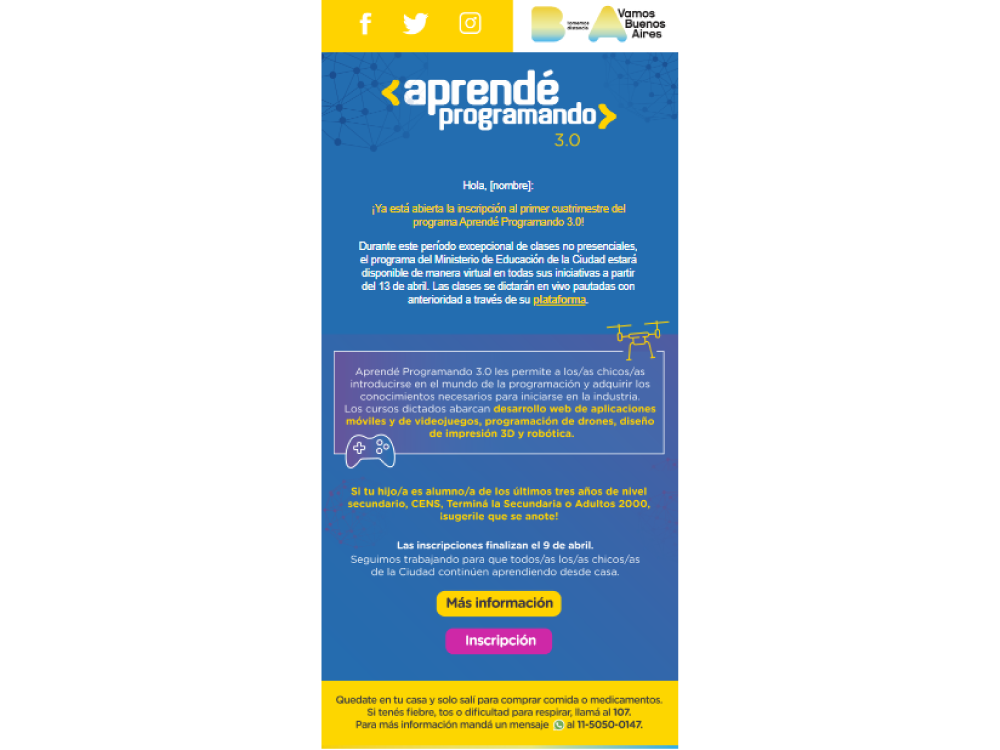 BA
Vamos
Buenos
Aires
<aprendé
programando>
3.0
Hola, [nombre]:
¡Ya está abierta la inscripción al primer cuatrimestre del
programa Aprendé Programando 3.0!
Durante este período excepcional de clases no presenciales,
el programa del Ministerio de Educación de la Ciudad estará
disponible de manera virtual en todas sus iniciativas a partir
del 13 de abril. Las clases se dictarán en vivo pautadas con
anterioridad a través de su plataforma.
Aprendé Programando 3.0 les permite a los/as chicos/as
introducirse en el mundo de la programación y adquirir los
conocimientos necesarios para iniciarse en la industria.
Los cursos dictados abarcan desarrollo web de aplicaciones
móviles y de videojuegos, programación de drones, diseño
de impresión 3D y robótica.
Si tu hijo/a es alumno/a de los últimos tres años de nivel
secundario, CENS, Terminá la Secundaria o Adultos 2000,
¡sugerile que se anote!
Las inscripciones finalizan el 9 de abril.
Seguimos trabajando para que todos/as los/as chicos/as
de la Ciudad continúen aprendiendo desde casa.
Más información
Inscripción
Quedate en tu casa y solo salí para comprar comida o medicamentos.
Si tenés fiebre, tos o dificultad para respirar, llamá al 107.
Para más información mandá un mensaje al 11-5050-0147.